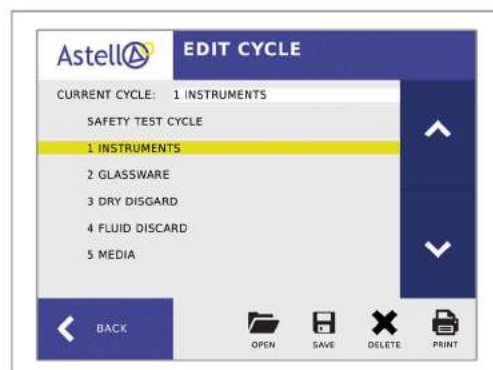 Astell
EDIT CYCLE
CURRENT CYCLE: 1 INSTRUMENTS
SAFETY TEST CYCLE
1 INSTRUMENTS
2 GLASSWARE
3 DRY DISGARD
4 FLUID DISCARD
5 MEDIA
BACK
OPEN
SAVE
DELETE
PRINT